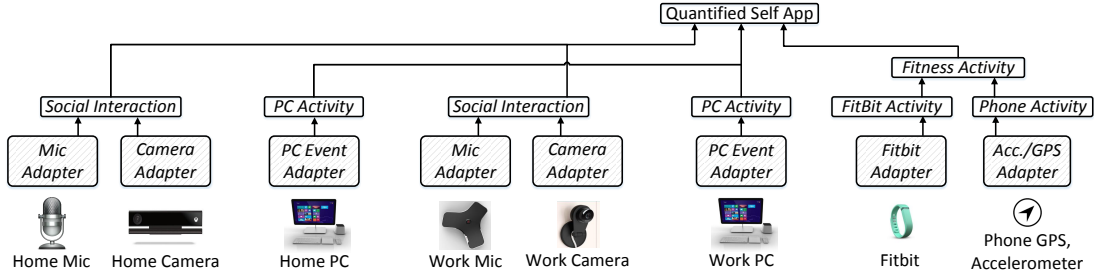 Quantified Self App
Fitness Activity
Social Interaction
PC Activity
Social Interaction
PC Activity
FitBit Activity
Phone Activity
Mic
Adapter
Camera
Adapter
PC Event
Adapter
Mic
Adapter
Camera
Adapter
PC Event
Adapter
Fitbit
Adapter
Acc./GPS
Adapter
Home Mic
Home Camera
Home PC
Work Mic
Work Camera
Work PC
Fitbit
Phone GPS,
Accelerometer